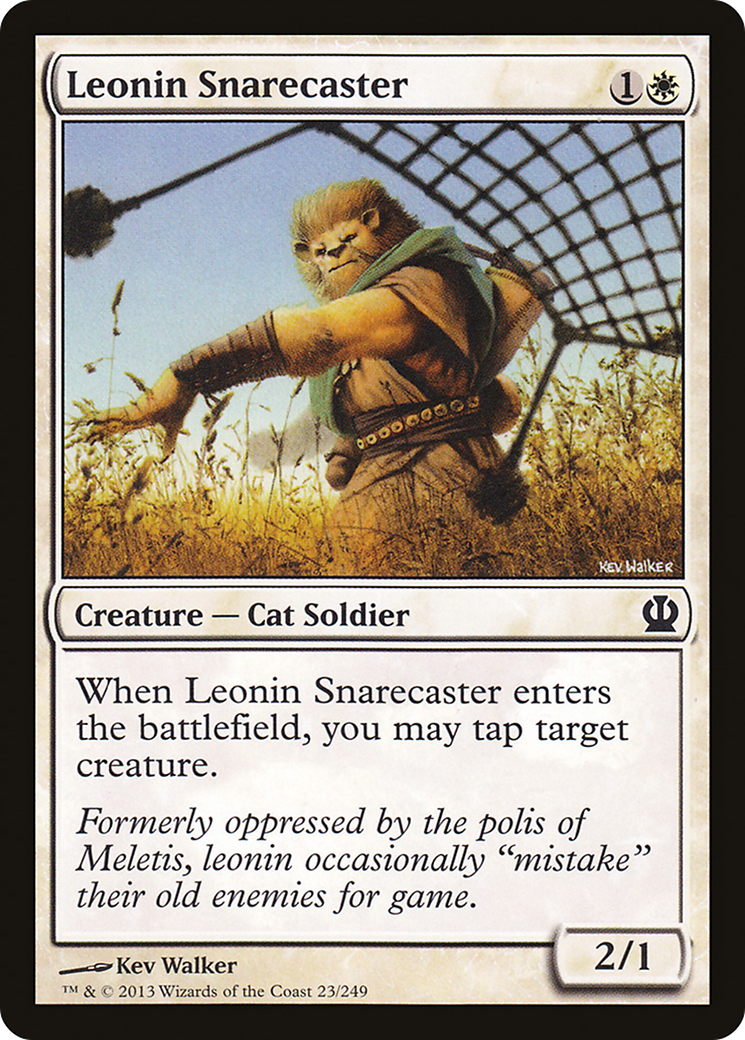 Leonin Snarecaster 1
KEV. WALKER
Creature — Cat Soldier
When Leonin Snarecaster enters
the battlefield, you may tap target
creature.
Formerly oppressed by the polis of
Meletis, leonin occasionally “mistake”
their old enemies for game.
2/1
Kev Walker
™ & © 2013 Wizards of the Coast 23/249